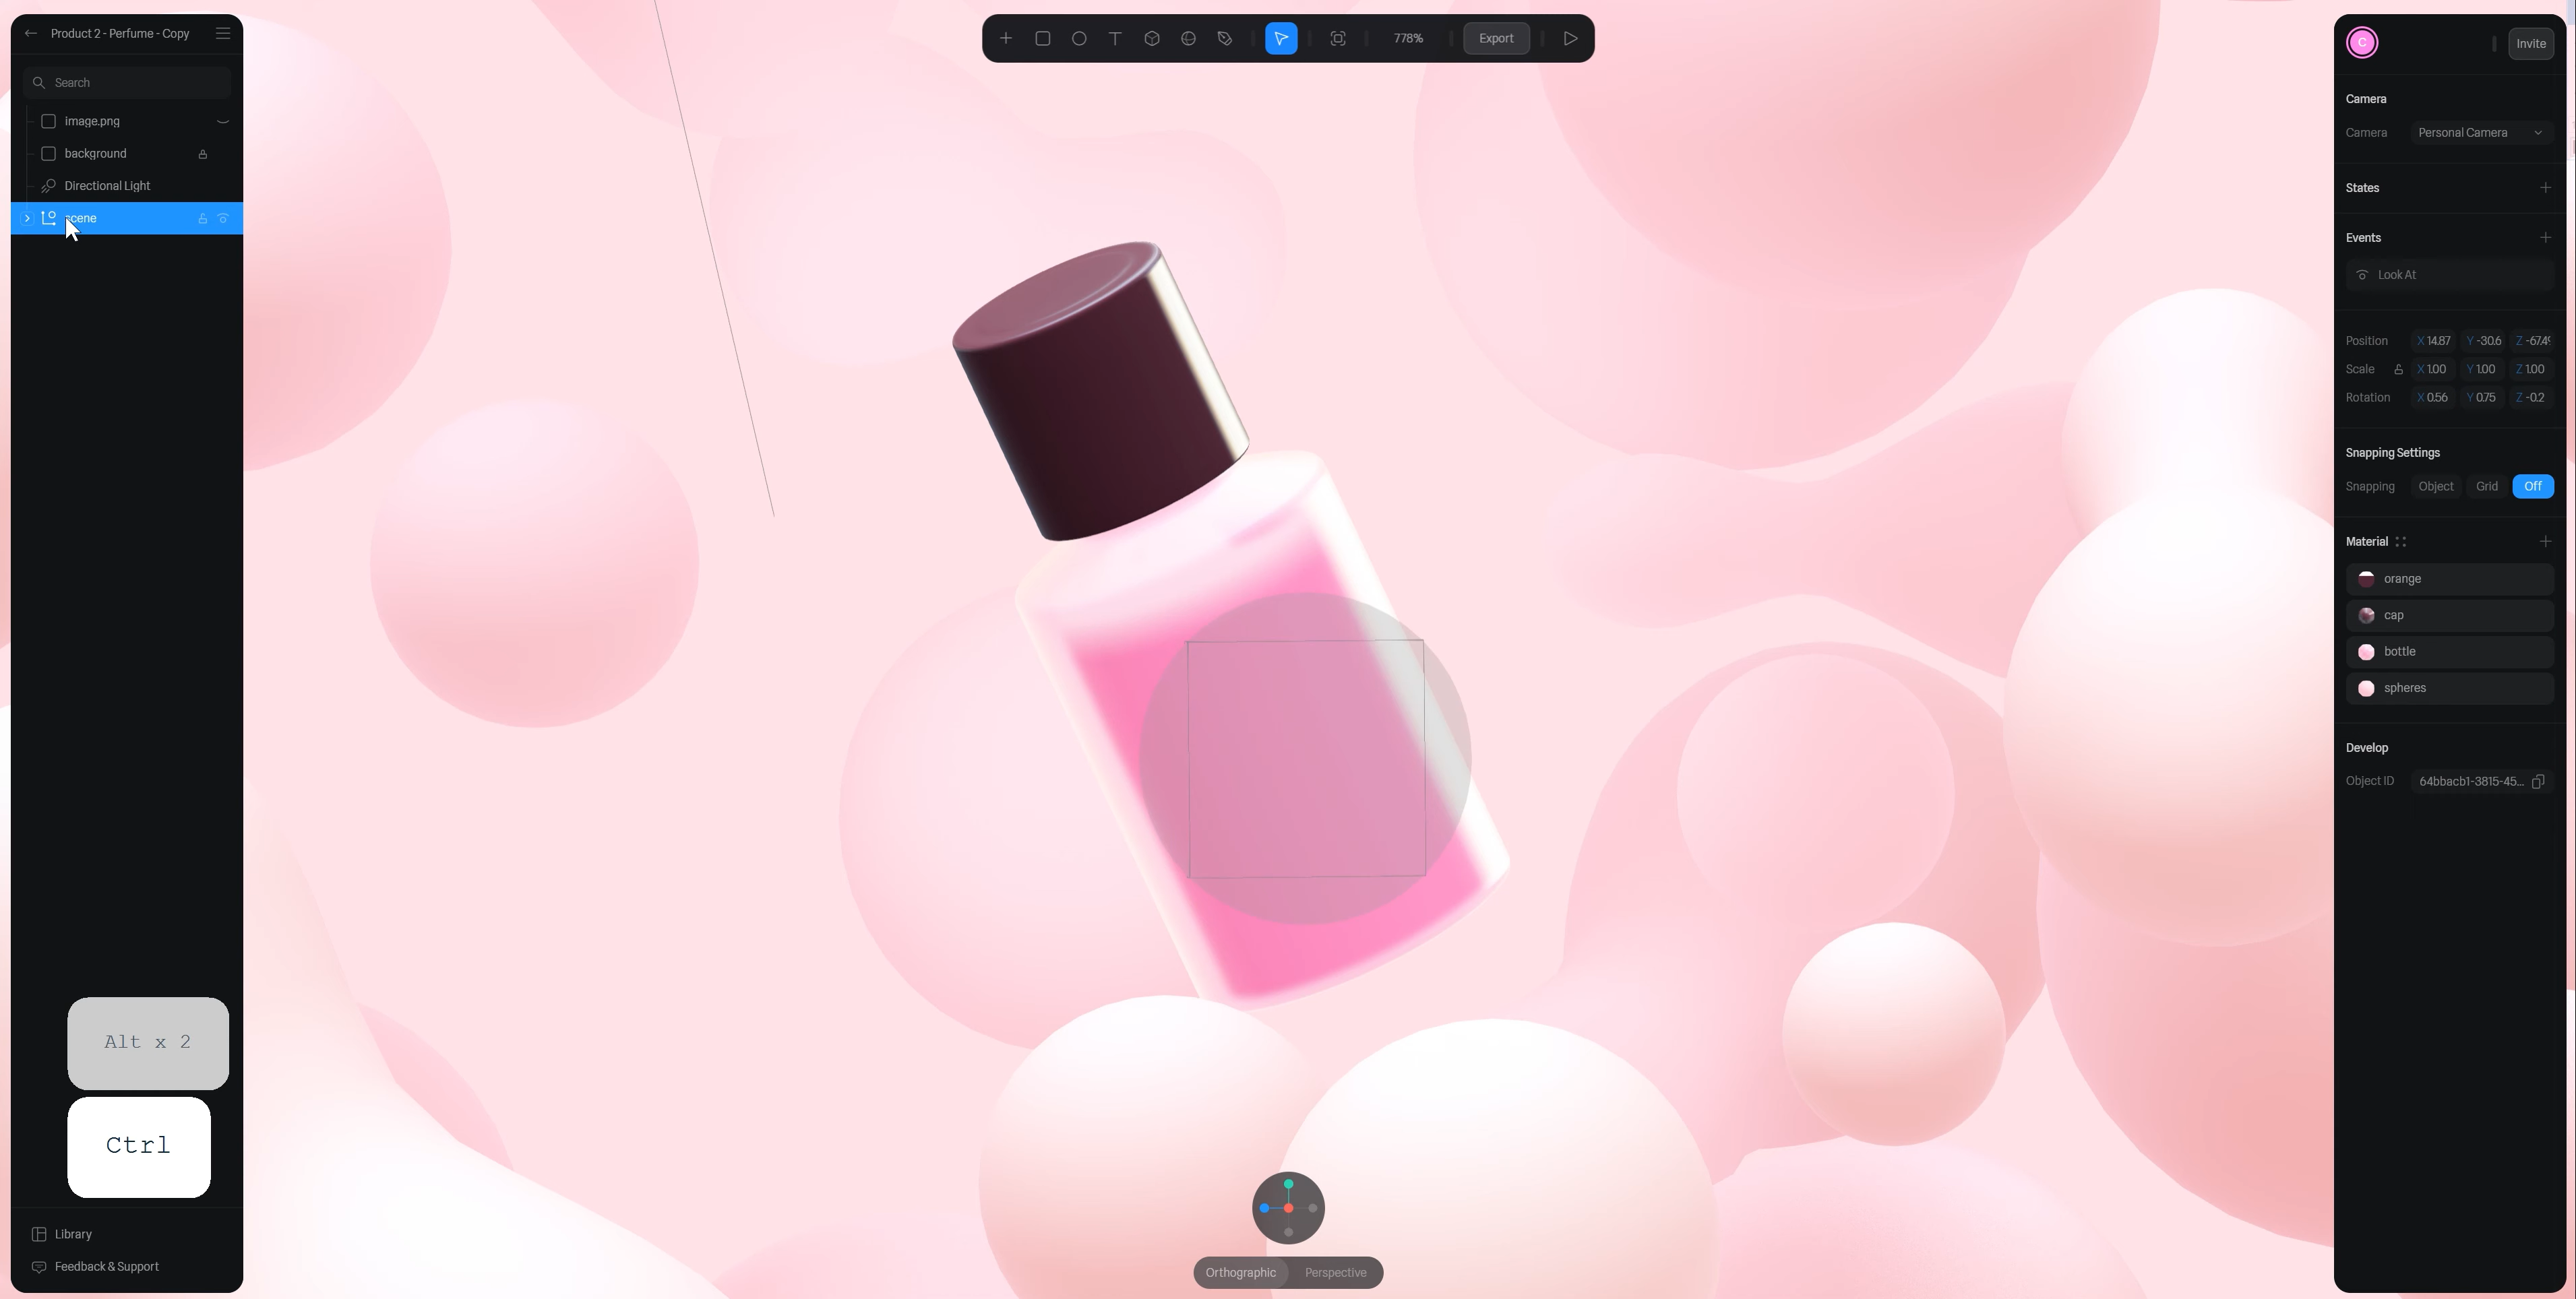 Product 2 - Perfume - Copy
Search
image.png
background
Directional Light
scene
Alt x 2
Ctrl
Library
Feedback & Support
778%
Export
Orthographic
Perspective
C
Invite
Camera
Camera Personal Camera
States
Events
Look At
Position X 14.87 Y -30.6 Z -67.4
Scale X 1.00 Y 1.00 Z 1.00
Rotation X 0.56 Y 0.75 Z -0.2
Snapping Settings
Snapping Object Grid Off
Material
orange
cap
bottle
spheres
Develop
Object ID 64bbacb1-3815-45...